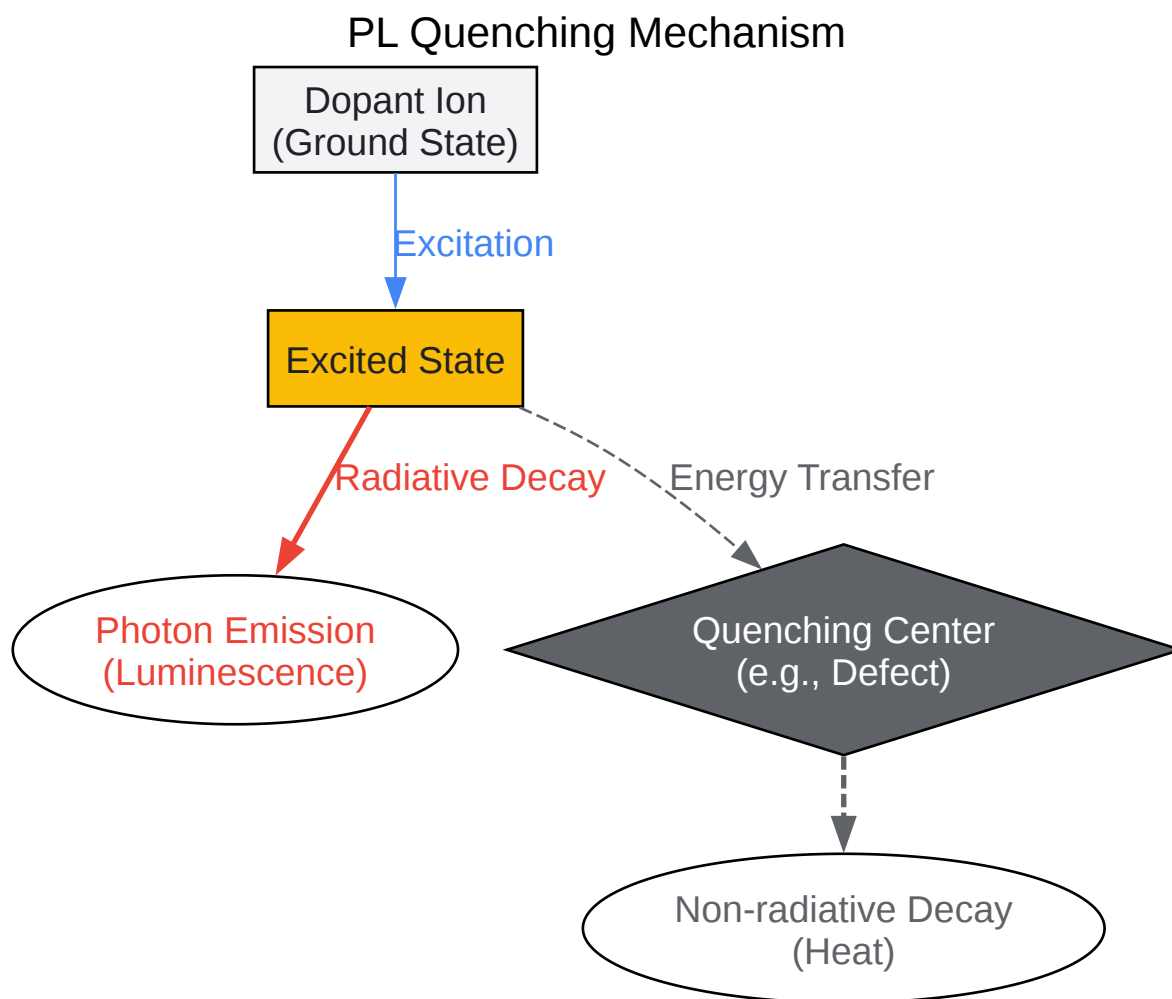 PL Quenching Mechanism
Dopant Ion
(Ground State)
Excitation
Excited State
Radiative Decay
Energy Transfer
Photon Emission
(Luminescence)
Quenching Center
(e.g., Defect)
Non-radiative Decay
(Heat)